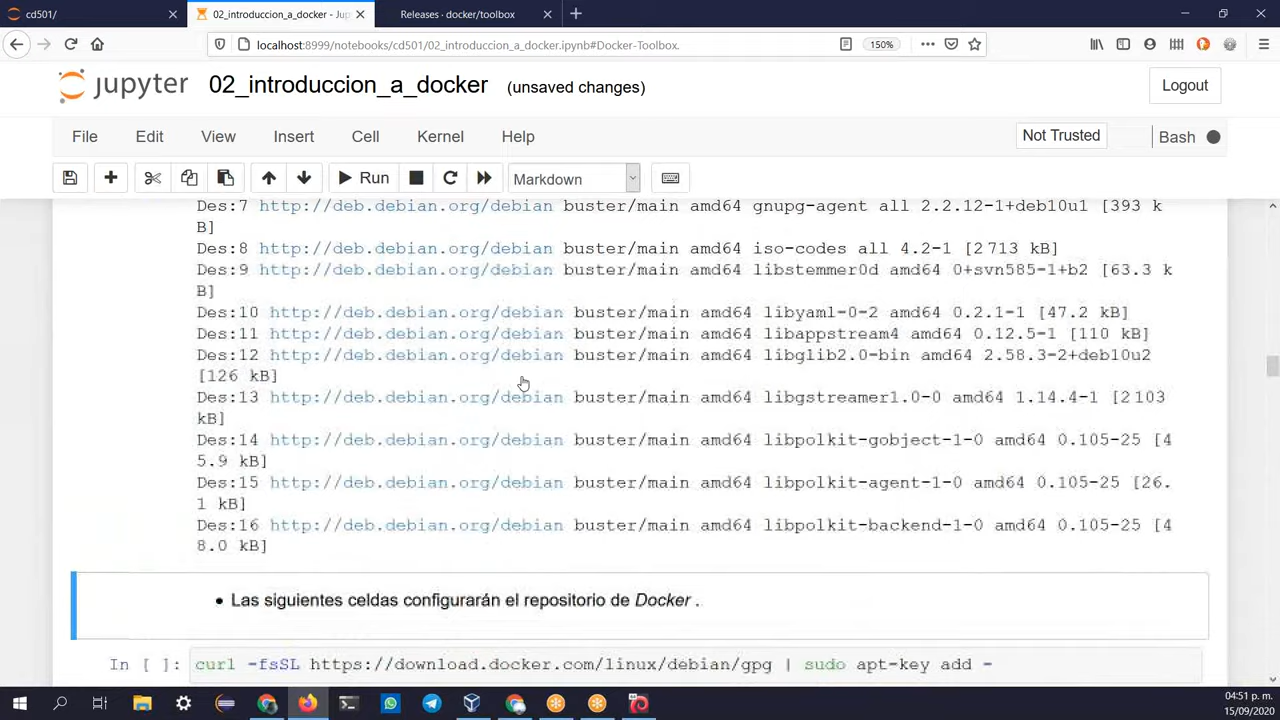 cd501/
02_introduccion_a_docker - Jup
Releases · docker/toolbox
localhost:8999/notebooks/cd501/02_introduccion_a_docker.ipynb#Docker-Toolbox.
150%
jupyter
02_introduccion_a_docker
(unsaved changes)
Logout
File
Edit
View
Insert
Cell
Kernel
Help
Not Trusted
Bash
Run
Markdown
Des:7 http://deb.debian.org/debian buster/main amd64 gnupg-agent all 2.2.12-1+deb10u1 [393 k
B]
Des:8 http://deb.debian.org/debian buster/main amd64 iso-codes all 4.2-1 [2 713 kB]
Des:9 http://deb.debian.org/debian buster/main amd64 libstemmer0d amd64 0+svn585-1+b2 [63.3 k
B]
Des:10 http://deb.debian.org/debian buster/main amd64 libyaml-0-2 amd64 0.2.1-1 [47.2 kB]
Des:11 http://deb.debian.org/debian buster/main amd64 libappstream4 amd64 0.12.5-1 [110 kB]
Des:12 http://deb.debian.org/debian buster/main amd64 libglib2.0-bin amd64 2.58.3-2+deb10u2
[126 kB]
Des:13 http://deb.debian.org/debian buster/main amd64 libgstreamer1.0-0 amd64 1.14.4-1 [2 103
kB]
Des:14 http://deb.debian.org/debian buster/main amd64 libpolkit-gobject-1-0 amd64 0.105-25 [4
5.9 kB]
Des:15 http://deb.debian.org/debian buster/main amd64 libpolkit-agent-1-0 amd64 0.105-25 [26.
1 kB]
Des:16 http://deb.debian.org/debian buster/main amd64 libpolkit-backend-1-0 amd64 0.105-25 [4
8.0 kB]
• Las siguientes celdas configurarán el repositorio de Docker .
In [ ]: curl -fsSL https://download.docker.com/linux/debian/gpg | sudo apt-key add -
04:51 p. m.
15/09/2020